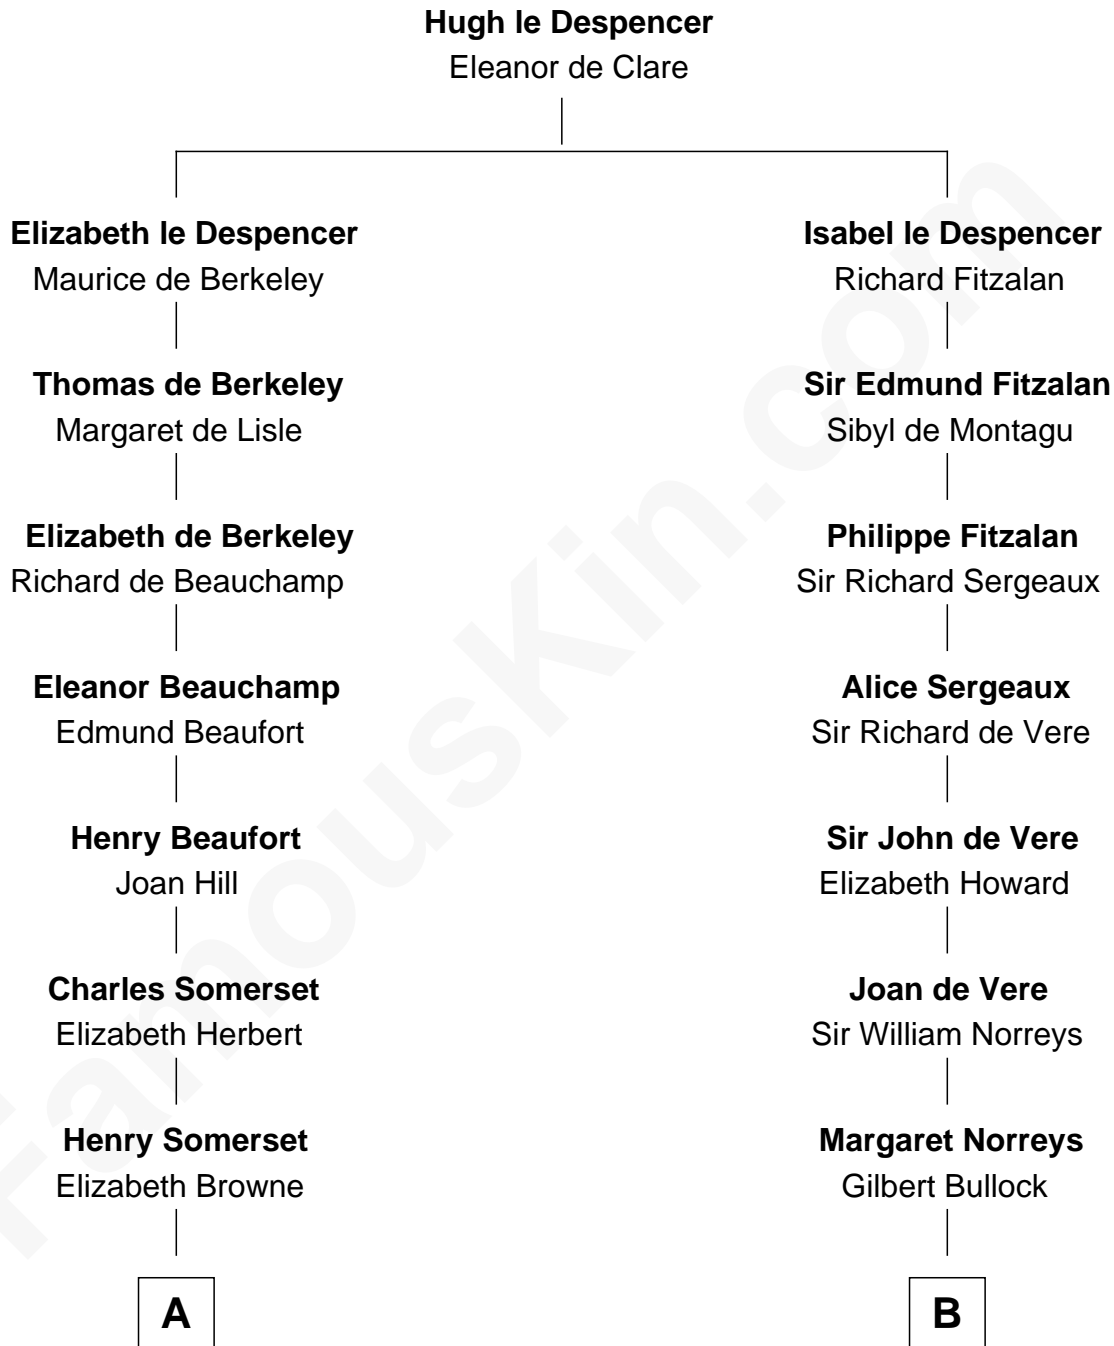 Hugh le Despencer
Eleanor de Clare
Elizabeth le Despencer
Maurice de Berkeley
Isabel le Despencer
Richard Fitzalan
Thomas de Berkeley
Margaret de Lisle
Sir Edmund Fitzalan
Sibyl de Montagu
Elizabeth de Berkeley
Richard de Beauchamp
Philippe Fitzalan
Sir Richard Sergeaux
Eleanor Beauchamp
Edmund Beaufort
Alice Sergeaux
Sir Richard de Vere
Henry Beaufort
Joan Hill
Sir John de Vere
Elizabeth Howard
Charles Somerset
Elizabeth Herbert
Joan de Vere
Sir William Norreys
Henry Somerset
Elizabeth Browne
Margaret Norreys
Gilbert Bullock
A
B
FamousKin.com